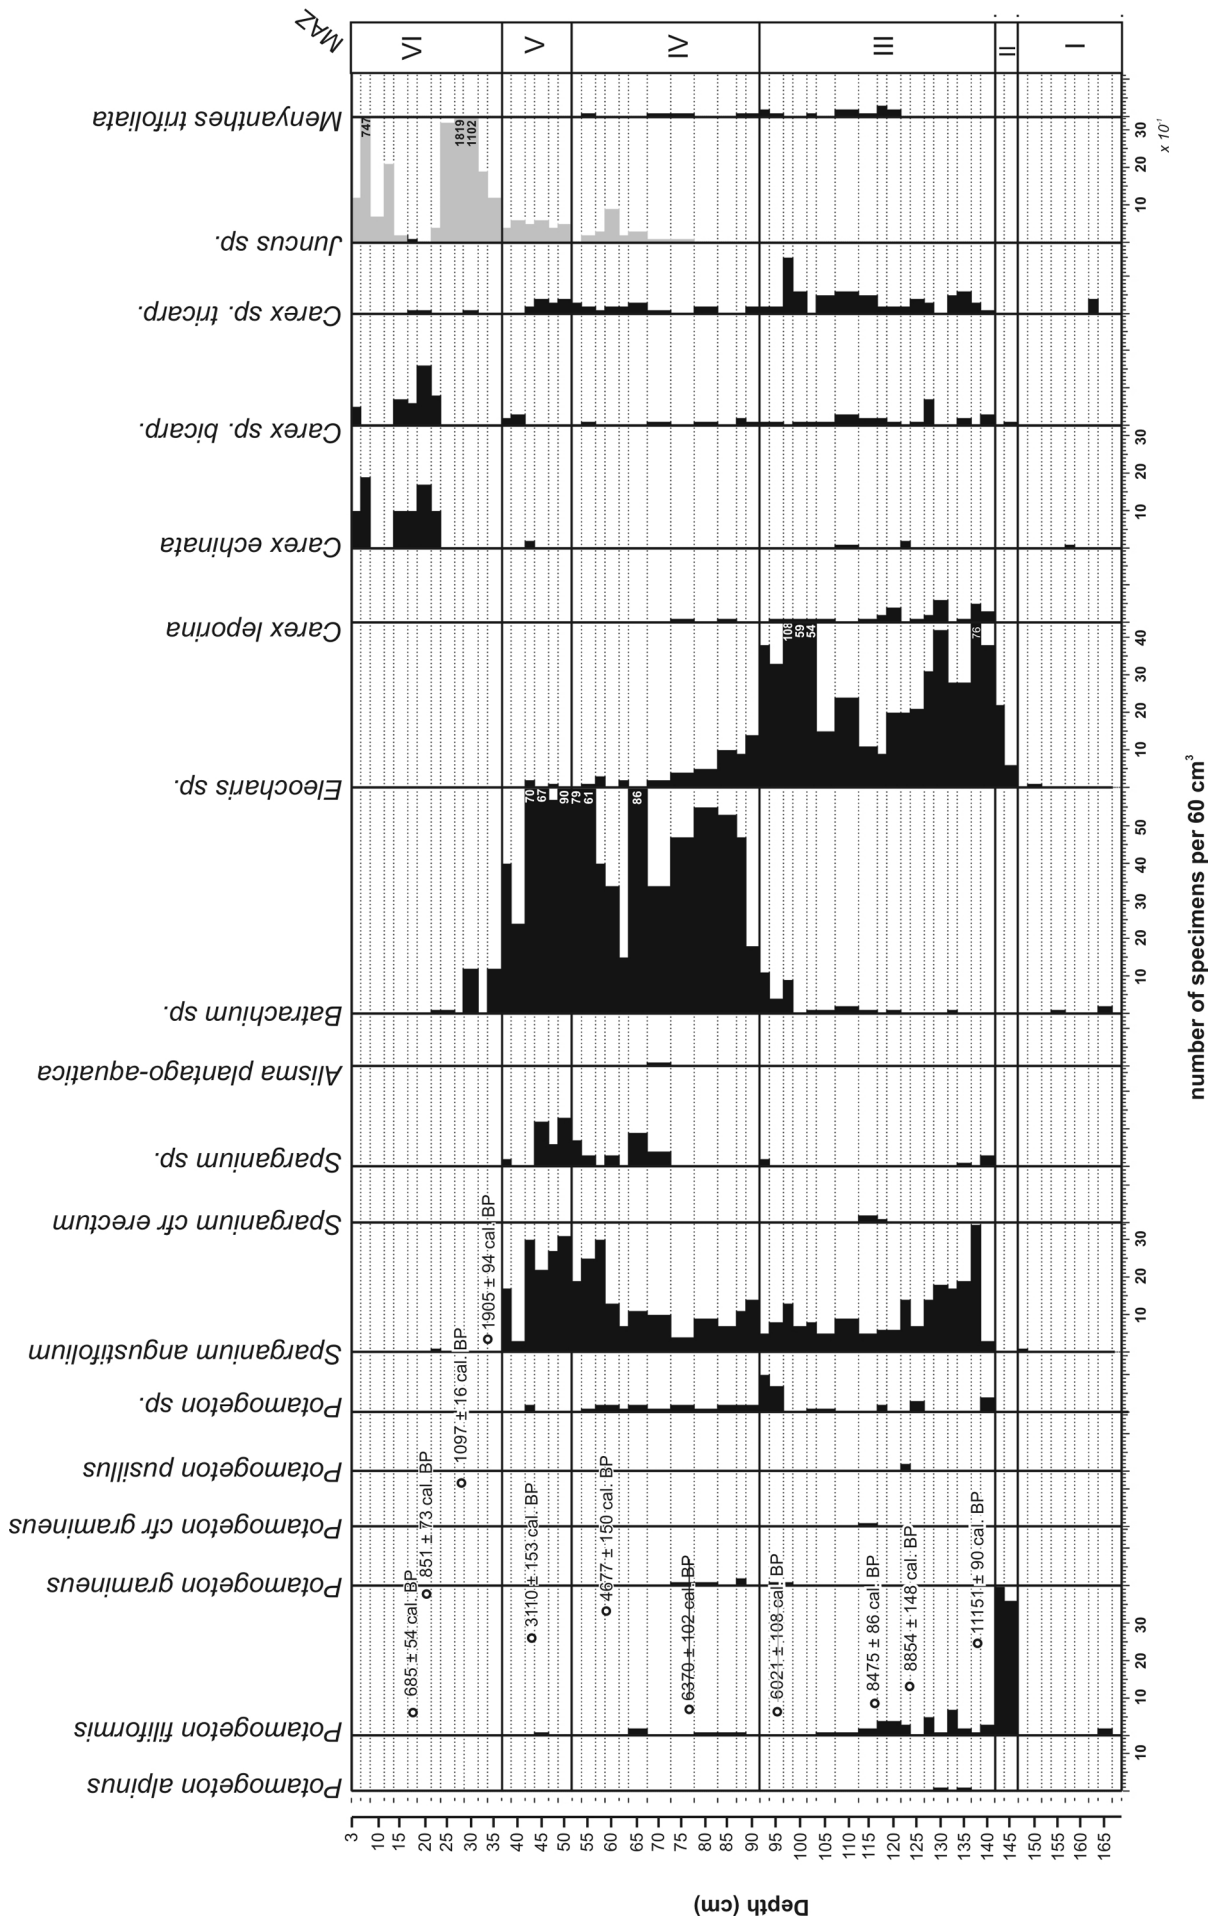 MAZ
VI
V
IV
III
II
I
Menyanthes trifoliata
Juncus sp.
Carex sp. tricarp.
Carex sp. bicarp.
Carex echinata
Carex leporina
Eleocharis sp.
Batrachium sp.
Alisma plantago-aquatica
Sparganium sp.
Sparganium cfr erectum
Sparganium angustifolium
Potamogeton sp.
Potamogeton pusillus
Potamogeton cfr gramineus
Potamogeton gramineus
Potamogeton filiformis
Potamogeton alpinus
747
1819
1102
108
59
54
76
70
67
90
79
61
86
685 ± 54 cal. BP
851 ± 73 cal. BP
1097 ± 16 cal. BP
1905 ± 94 cal. BP
3110 ± 153 cal. BP
4677 ± 150 cal. BP
6370 ± 102 cal. BP
6021 ± 108 cal. BP
8475 ± 86 cal. BP
8854 ± 148 cal. BP
11151 ± 90 cal. BP
30
20
10
x 10⁻¹
30
20
10
40
30
20
10
50
40
30
20
10
30
20
10
30
20
10
10
number of specimens per 60 cm³
3
10
15
20
25
30
35
40
45
50
55
60
65
70
75
80
85
90
95
100
105
110
115
120
125
130
135
140
145
150
155
160
165
Depth (cm)